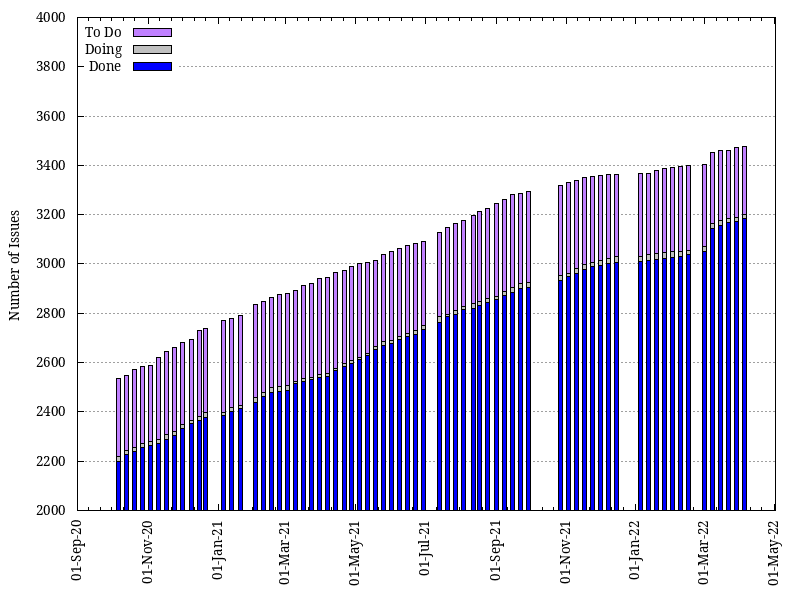 4000
3800
3600
3400
3200
3000
2800
2600
2400
2200
2000
Number of Issues
To Do
Doing
Done
01-Sep-20
01-Nov-20
01-Jan-21
01-Mar-21
01-May-21
01-Jul-21
01-Sep-21
01-Nov-21
01-Jan-22
01-Mar-22
01-May-22